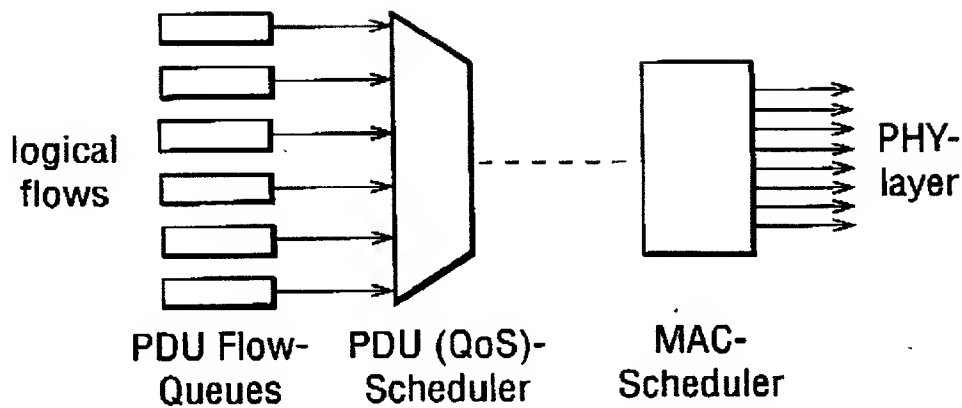 logical
flows
PHY-
layer
PDU Flow-
Queues
PDU (QoS)-
Scheduler
MAC-
Scheduler